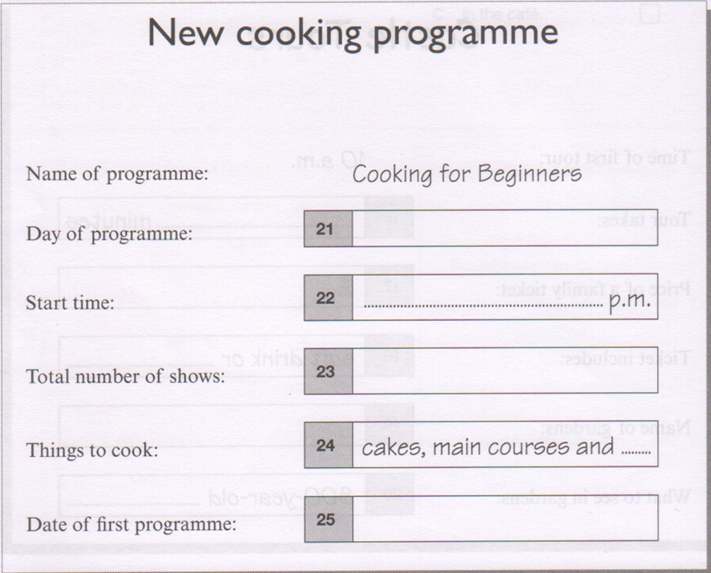 New cooking programme
Name of programme: Cooking for Beginners
Day of programme: 21
Start time: 22 ........................................................ p.m.
Total number of shows: 23
Things to cook: 24 cakes, main courses and .........
Date of first programme: 25